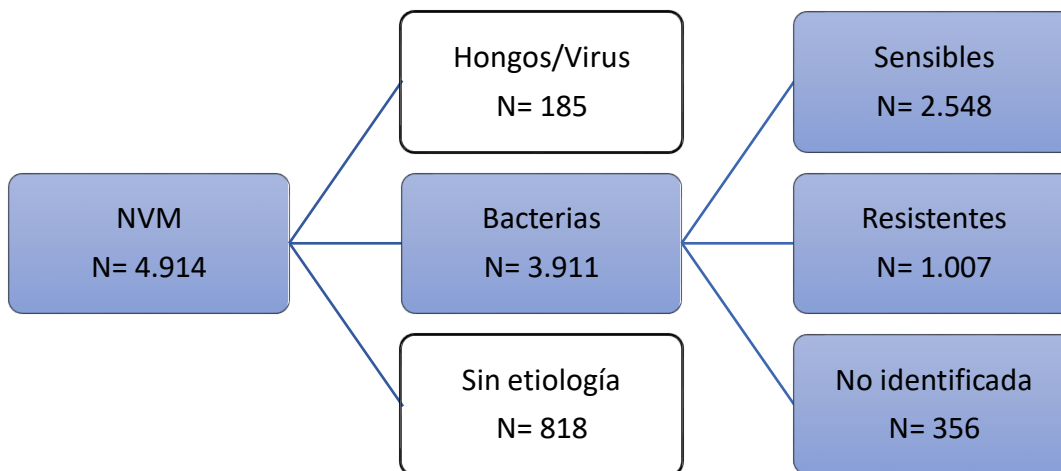 NVM
N= 4.914
Hongos/Virus
N= 185
Bacterias
N= 3.911
Sin etiología
N= 818
Sensibles
N= 2.548
Resistentes
N= 1.007
No identificada
N= 356